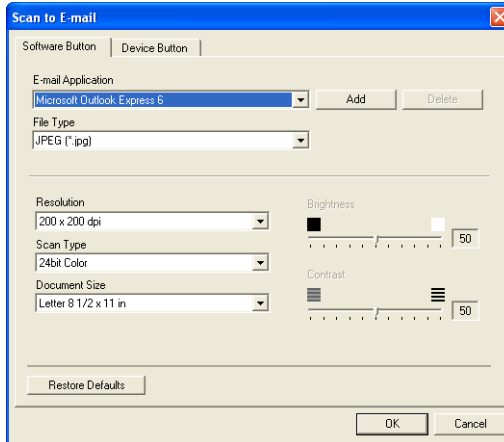 Scan to E-mail
Software Button
Device Button
E-mail Application
Microsoft Outlook Express 6
Add
Delete
File Type
JPEG (*.jpg)
Resolution
200 x 200 dpi
Scan Type
24bit Color
Document Size
Letter 8 1/2 x 11 in
Brightness
50
Contrast
50
Restore Defaults
OK
Cancel